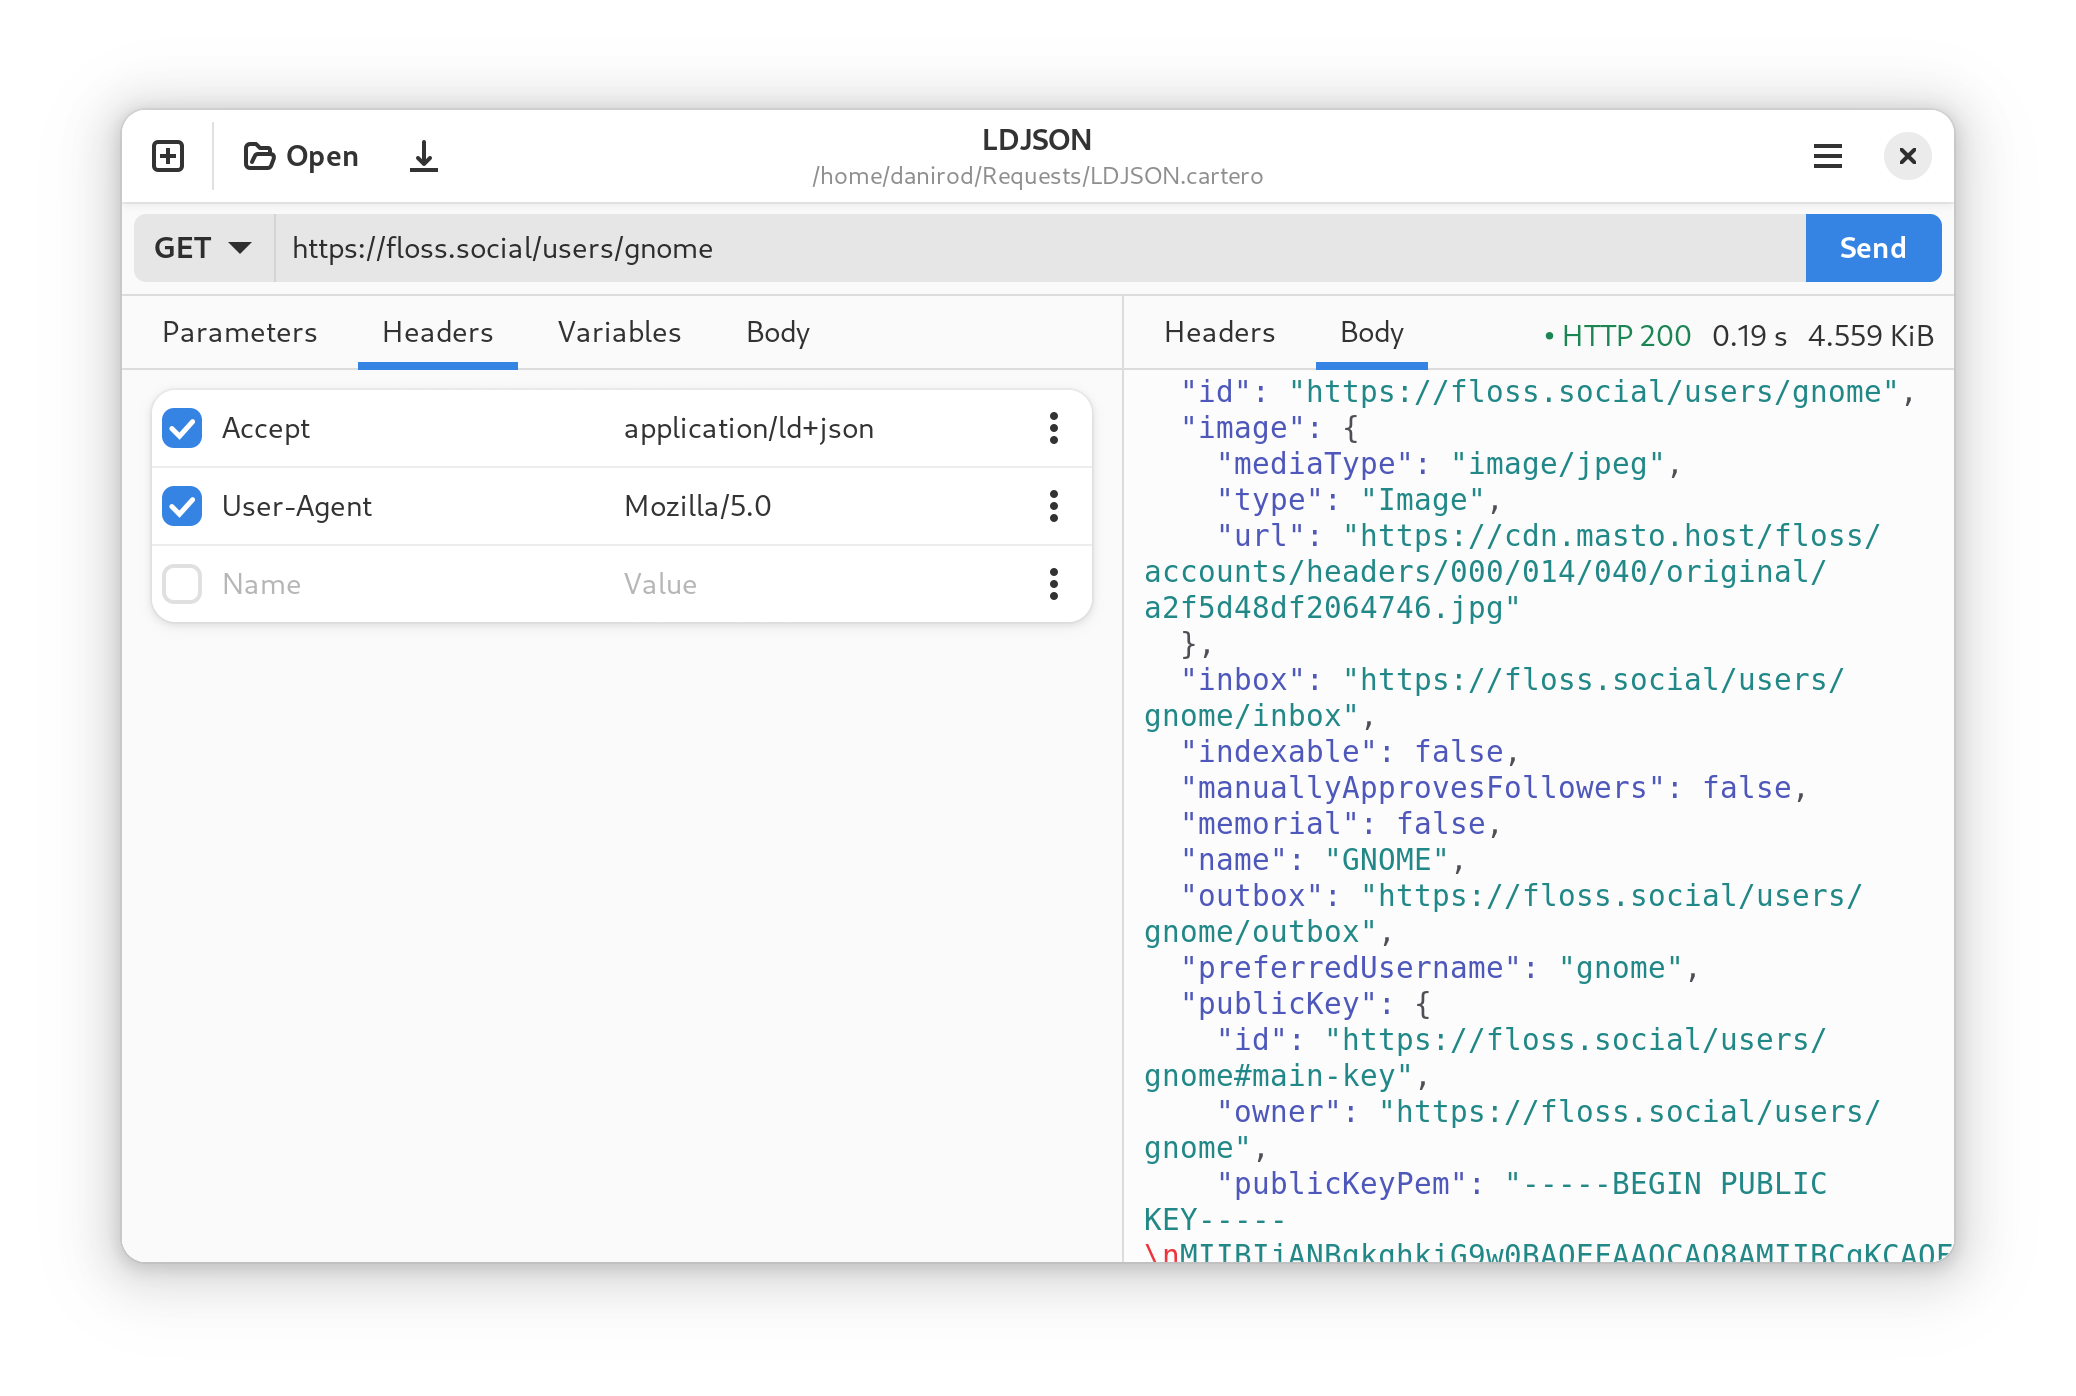 Open
LDJSON
/home/danirod/Requests/LDJSON.cartero
GET
https://floss.social/users/gnome
Send
Parameters Headers Variables Body
Accept application/ld+json
User-Agent Mozilla/5.0
Name Value
Headers Body • HTTP 200 0.19 s 4.559 KiB
"id": "https://floss.social/users/gnome",
"image": {
"mediaType": "image/jpeg",
"type": "Image",
"url": "https://cdn.masto.host/floss/
accounts/headers/000/014/040/original/
a2f5d48df2064746.jpg"
},
"inbox": "https://floss.social/users/
gnome/inbox",
"indexable": false,
"manuallyApprovesFollowers": false,
"memorial": false,
"name": "GNOME",
"outbox": "https://floss.social/users/
gnome/outbox",
"preferredUsername": "gnome",
"publicKey": {
"id": "https://floss.social/users/
gnome#main-key",
"owner": "https://floss.social/users/
gnome",
"publicKeyPem": "-----BEGIN PUBLIC
KEY-----